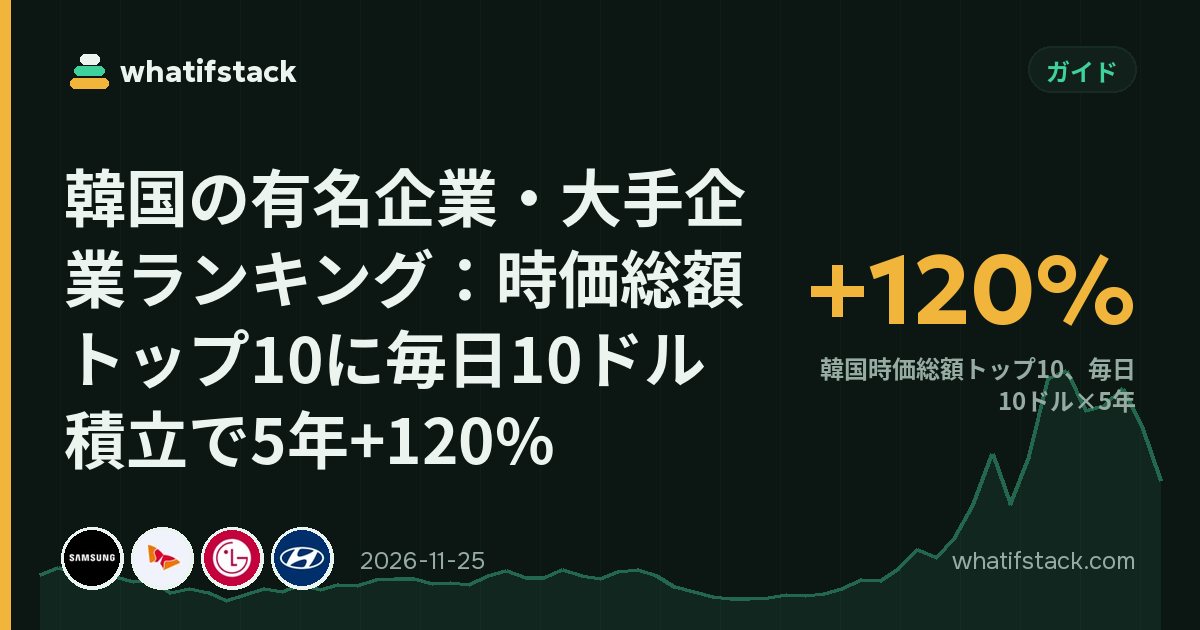 whatifstack
ガイド
韓国の有名企業・大手企
業ランキング：時価総額
トップ10に毎日10ドル
積立で5年+120%
+120%
韓国時価総額トップ10、毎日
10ドル×5年
SAMSUNG
SK
LG
2026-11-25
whatifstack.com